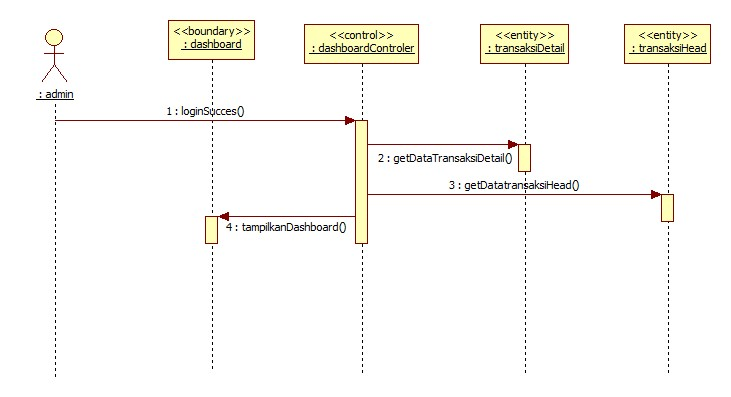 <<boundary>>
: dashboard
<<control>>
: dashboardControler
<<entity>>
: transaksiDetail
<<entity>>
: transaksiHead
: admin
1 : loginSucces()
2 : getDataTransaksiDetail()
3 : getDatatransaksiHead()
4 : tampilkanDashboard()